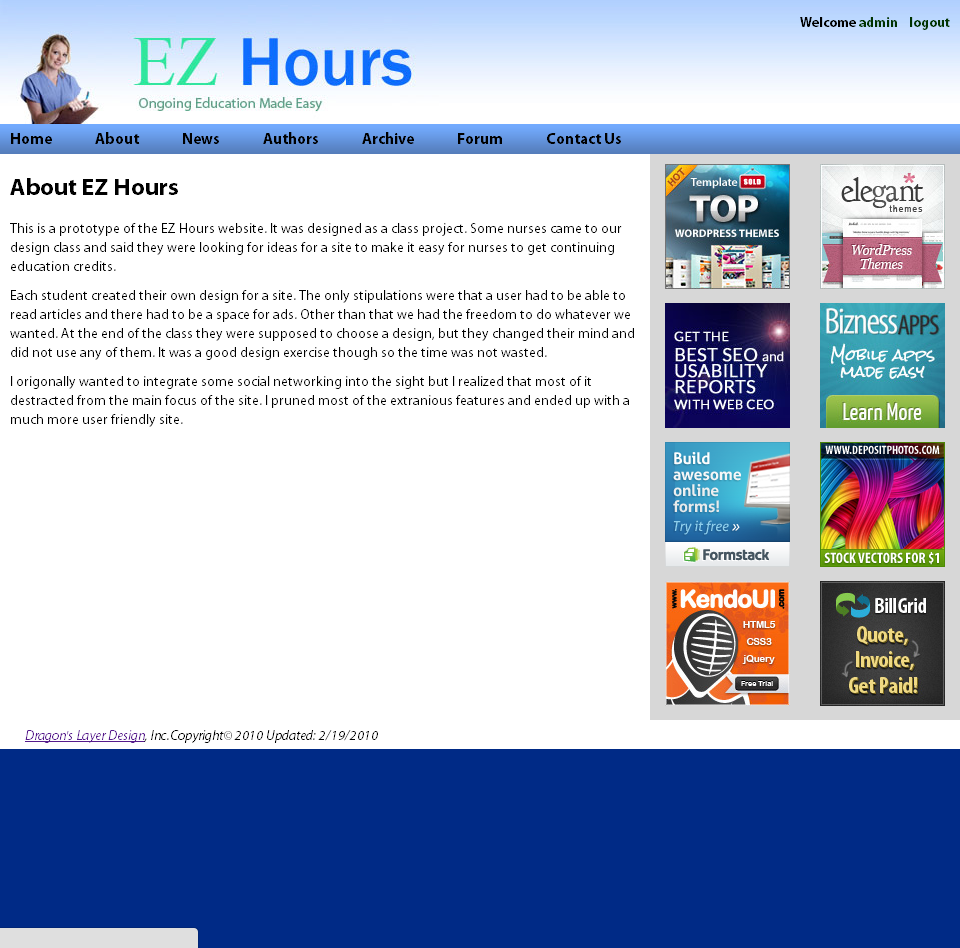 Welcome admin logout
EZ Hours
Ongoing Education Made Easy
Home About News Authors Archive Forum Contact Us
About EZ Hours
This is a prototype of the EZ Hours website. It was designed as a class project. Some nurses came to our
design class and said they were looking for ideas for a site to make it easy for nurses to get continuing
education credits.
Each student created their own design for a site. The only stipulations were that a user had to be able to
read articles and there had to be a space for ads. Other than that we had the freedom to do whatever we
wanted. At the end of the class they were supposed to choose a design, but they changed their mind and
did not use any of them. It was a good design exercise though so the time was not wasted.
I origonally wanted to integrate some social networking into the sight but I realized that most of it
destracted from the main focus of the site. I pruned most of the extranious features and ended up with a
much more user friendly site.
HOT
Template SOLD
TOP
WORDPRESS THEMES
elegant
themes
WordPress
Themes
GET THE
BEST SEO and
USABILITY
REPORTS
WITH WEB CEO
BiznessAPPS
Mobile apps
made easy
Learn More
Build
awesome
online
forms!
Try it free »
Formstack
WWW.DEPOSITPHOTOS.COM
STOCK VECTORS FOR $1
www.KendoUI.com
HTML5
CSS3
jQuery
Free Trial
BillGrid
Quote,
Invoice,
Get Paid!
Dragon's Layer Design, Inc.Copyright© 2010 Updated: 2/19/2010